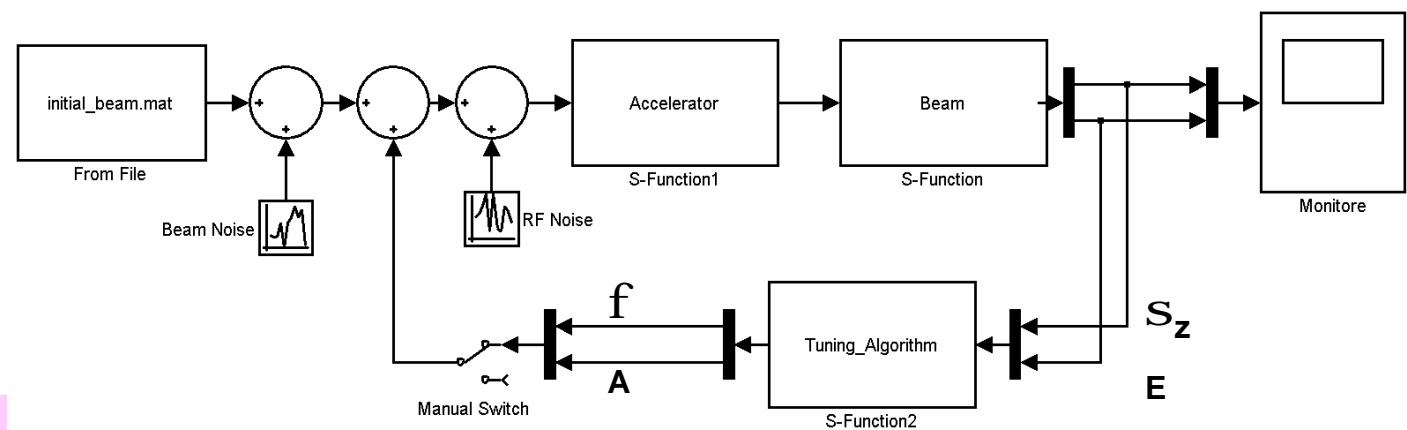 initial_beam.mat
From File
Beam Noise
RF Noise
Accelerator
S-Function1
Beam
S-Function
Monitore
f
A
Manual Switch
Tuning_Algorithm
S-Function2
Sz
E